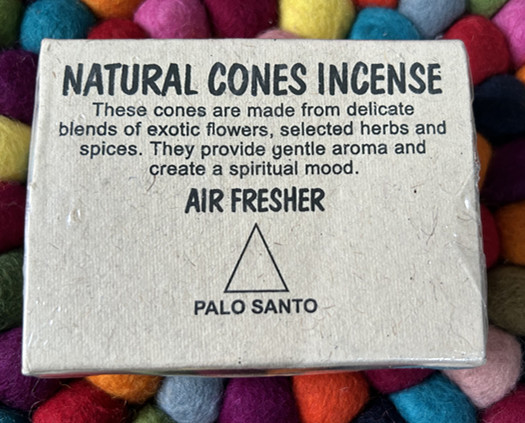 NATURAL CONES INCENSE
These cones are made from delicate
blends of exotic flowers, selected herbs and
spices. They provide gentle aroma and
create a spiritual mood.
AIR FRESHER
PALO SANTO